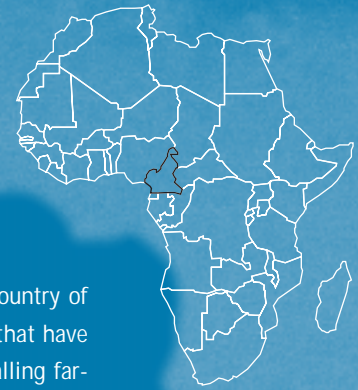 ountry of
that have
alling far-